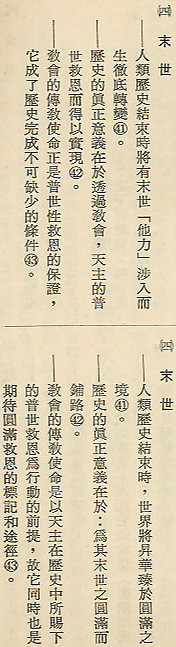 ㈣ 末世
——人類歷史結束時將有末世「他力」涉入而
生徹底轉變㊶。
——歷史的眞正意義在於透過敎會，天主的普
世救恩而得以實現㊷。
——敎會的傳敎使命正是普世性救恩的保證，
它成了歷史完成不可缺少的條件㊸。
㈣ 末世
——人類歷史結束時，世界將昇華臻於圓滿之
境㊶。
——歷史的眞正意義在於：爲其末世之圓滿而
鋪路㊷。
——敎會的傳敎使命是以天主在歷史中所賜下
的普世救恩爲行動的前提，故它同時也是
期待圓滿救恩的標記和途徑㊸。